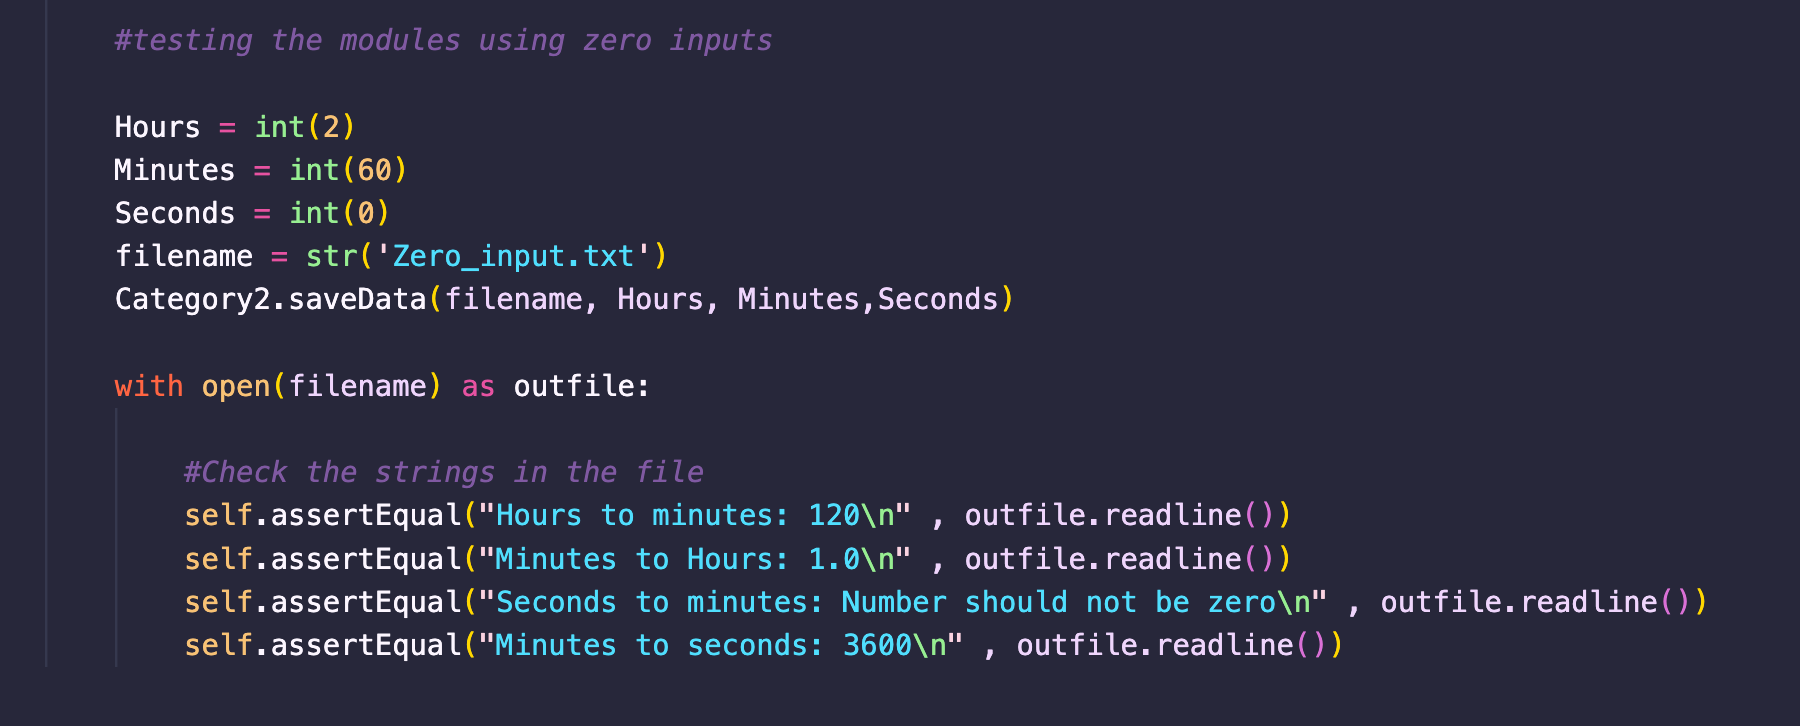 #testing the modules using zero inputs
Hours = int(2)
Minutes = int(60)
Seconds = int(0)
filename = str('Zero_input.txt')
Category2.saveData(filename, Hours, Minutes,Seconds)
with open(filename) as outfile:
#Check the strings in the file
self.assertEqual("Hours to minutes: 120\n" , outfile.readline())
self.assertEqual("Minutes to Hours: 1.0\n" , outfile.readline())
self.assertEqual("Seconds to minutes: Number should not be zero\n" , outfile.readline())
self.assertEqual("Minutes to seconds: 3600\n" , outfile.readline())